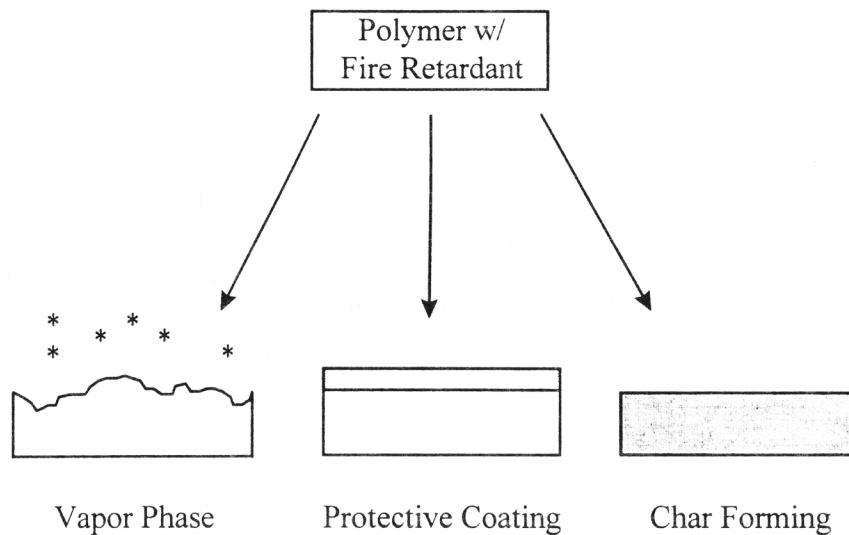 Polymer w/
Fire Retardant
* * * * * *
Vapor Phase
Protective Coating
Char Forming